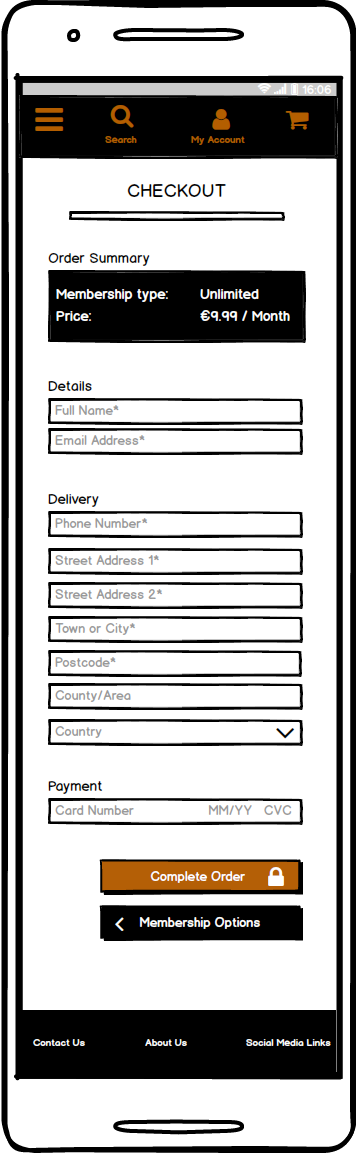 16:06
Search
My Account
CHECKOUT
Order Summary
Membership type: Unlimited
Price: €9.99 / Month
Details
Full Name*
Email Address*
Delivery
Phone Number*
Street Address 1*
Street Address 2*
Town or City*
Postcode*
County/Area
Country
Payment
Card Number MM/YY CVC
Complete Order
Membership Options
Contact Us About Us Social Media Links